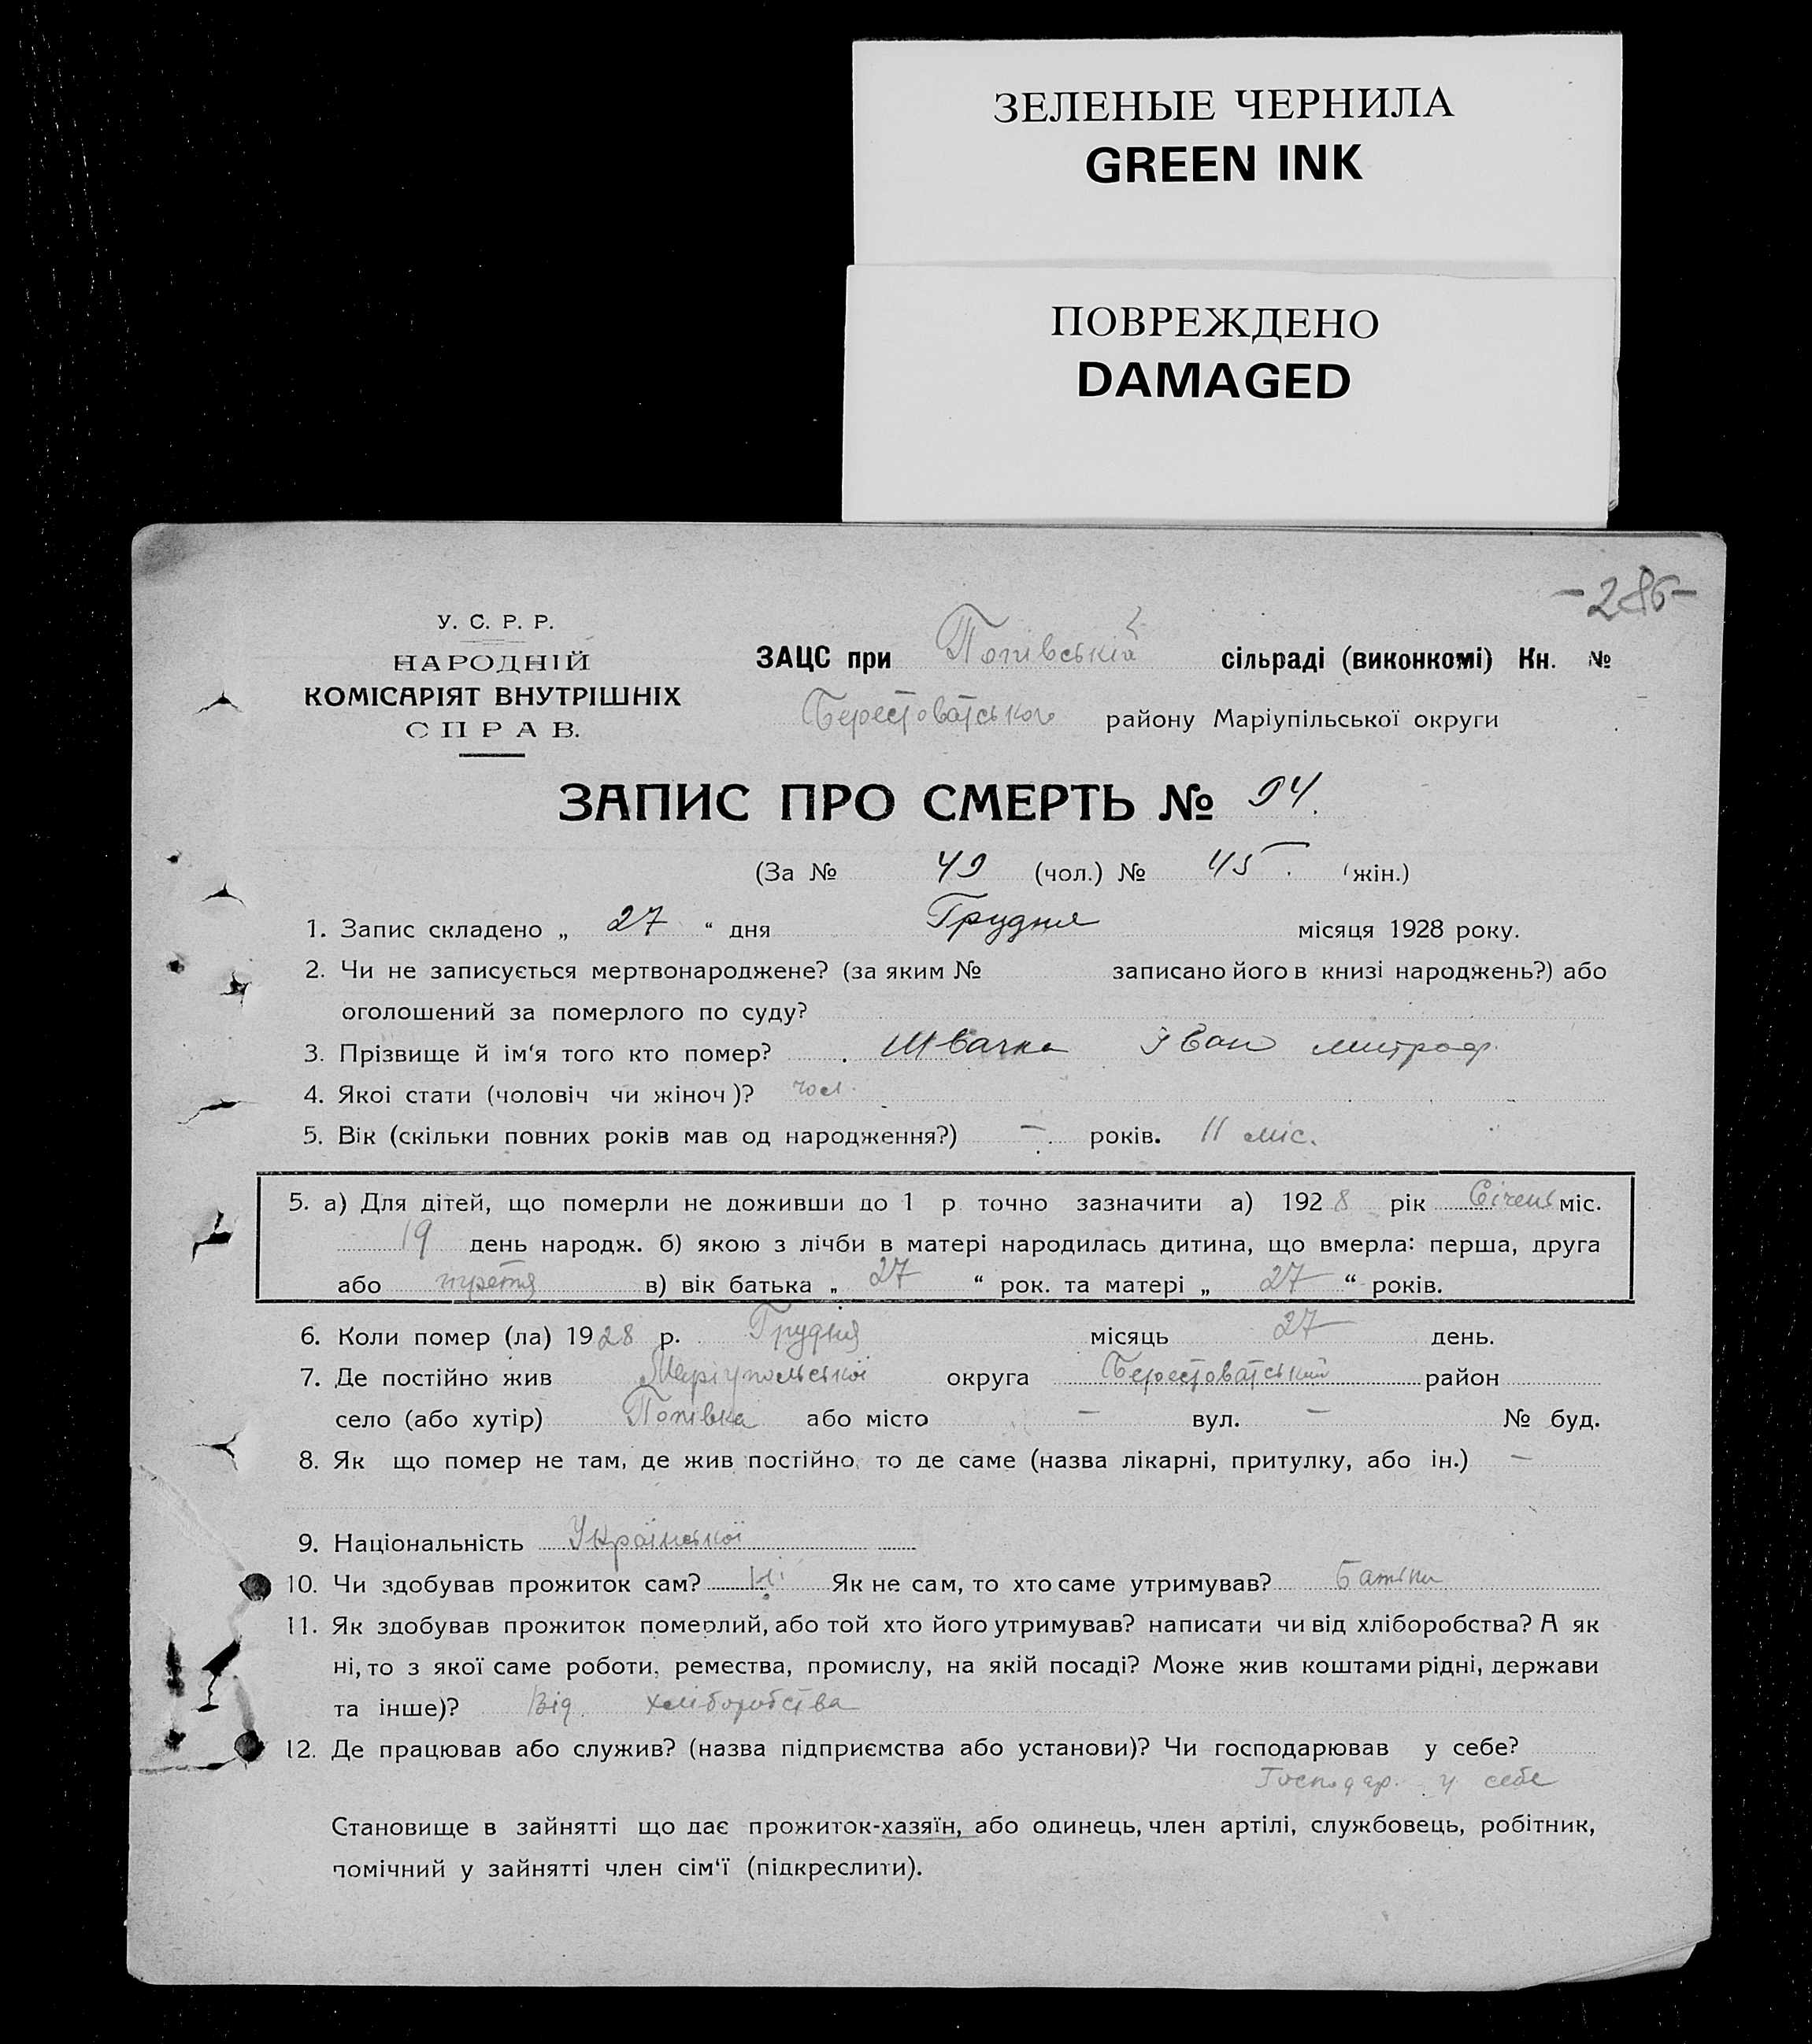 ЗЕЛЕНЫЕ ЧЕРНИЛА
GREEN INK
ПОВРЕЖДЕНО
DAMAGED
-286-
У. С. Р. Р.
НАРОДНІЙ
КОМІСАРІЯТ ВНУТРІШНІХ
СПРАВ.
ЗАЦС при Попівській сільраді (виконкомі) Кн. №
Берестоватського району Маріупільської округи
ЗАПИС ПРО СМЕРТЬ № 94.
(За № 49 (чол.) № 45. (жін.)
1. Запис складено „ 27 “ дня Грудня місяця 1928 року.
2. Чи не записується мертвонароджене? (за яким № записано його в книзі народжень?) або
оголошений за померлого по суду?
3. Прізвище й ім‘я того кто помер? Швачка Іван митроф.
4. Якоі стати (чоловіч чи жіноч)? чол.
5. Вік (скільки повних років мав од народження?) – років. 11 міс.
5. а) Для дітей, що померли не доживши до 1 р точно зазначити а) 1928 рік Січень міс.
19 день народж. б) якою з лічби в матері народилась дитина, що вмерла: перша, друга
або третя в) вік батька „ 27 “ рок. та матері „ 27 “ років.
6. Коли помер (ла) 1928 р. Грудня місяць 27 день.
7. Де постійно жив Маріупольської округа Берестоватський район
село (або хутір) Попівка або місто – вул. – № буд.
8. Як що помер не там, де жив постійно, то де саме (назва лікарні, притулку, або ін.) –
9. Національність Української
10. Чи здобував прожиток сам? Ні Як не сам, то хто саме утримував? Батьки
11. Як здобував прожиток померлий, або той хто його утримував? написати чи від хліборобства? А як
ні, то з якої саме роботи, ремества, промислу, на якій посаді? Може жив коштами рідні, держави
та інше)? Від хліборобства
12. Де працював або служив? (назва підприємства або установи)? Чи господарював у себе?
Господар. у себе
Становище в зайнятті що дає прожиток-хазяїн, або одинець, член артілі, службовець, робітник,
помічний у зайнятті член сім‘ї (підкреслити).